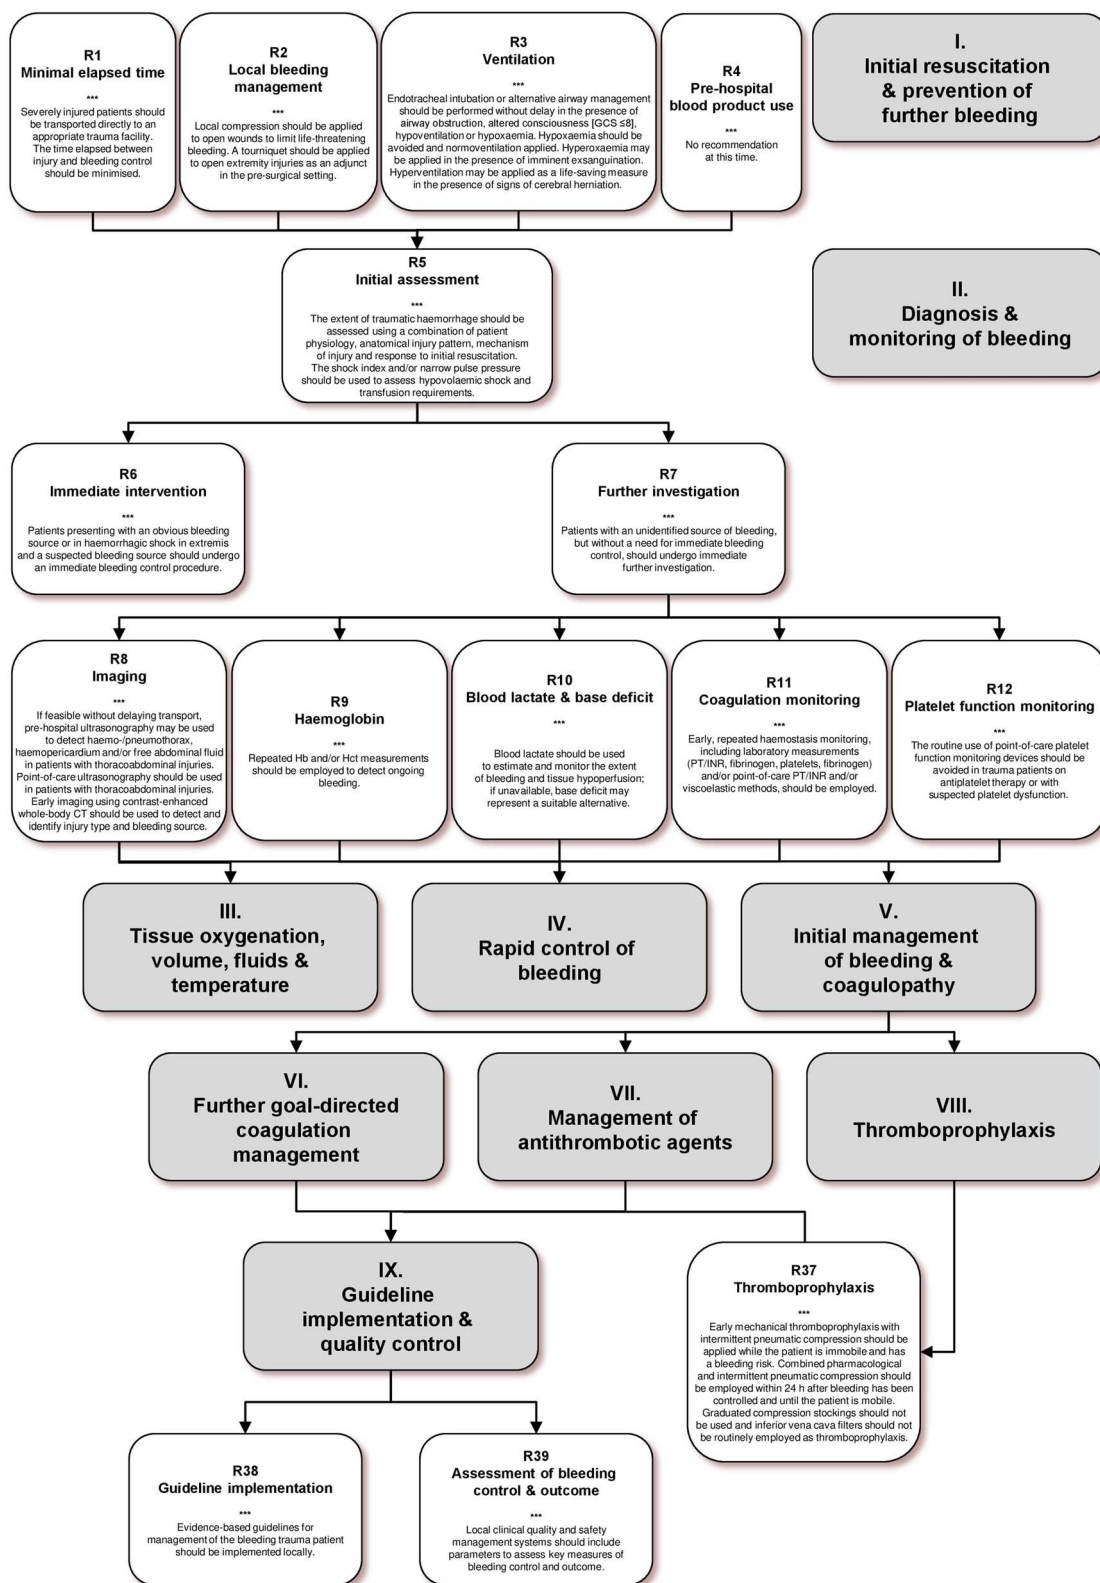 R1
Minimal elapsed time
***
Severely injured patients should
be transported directly to an
appropriate trauma facility.
The time elapsed between
injury and bleeding control
should be minimised.
R2
Local bleeding
management
***
Local compression should be applied
to open wounds to limit life-threatening
bleeding. A tourniquet should be applied
to open extremity injuries as an adjunct
in the pre-surgical setting.
R3
Ventilation
***
Endotracheal intubation or alternative airway management
should be performed without delay in the presence of
airway obstruction, altered consciousness [GCS ≤8],
hypoventilation or hypoxaemia. Hypoxaemia should be
avoided and normoventilation applied. Hyperoxaemia may
be applied in the presence of imminent exsanguination.
Hyperventilation may be applied as a life-saving measure
in the presence of signs of cerebral herniation.
R4
Pre-hospital
blood product use
***
No recommendation
at this time.
I.
Initial resuscitation
& prevention of
further bleeding
R5
Initial assessment
***
The extent of traumatic haemorrhage should be
assessed using a combination of patient
physiology, anatomical injury pattern, mechanism
of injury and response to initial resuscitation.
The shock index and/or narrow pulse pressure
should be used to assess hypovolaemic shock and
transfusion requirements.
II.
Diagnosis &
monitoring of bleeding
R6
Immediate intervention
***
Patients presenting with an obvious bleeding
source or in haemorrhagic shock in extremis
and a suspected bleeding source should undergo
an immediate bleeding control procedure.
R7
Further investigation
***
Patients with an unidentified source of bleeding,
but without a need for immediate bleeding
control, should undergo immediate
further investigation.
R8
Imaging
***
If feasible without delaying transport,
pre-hospital ultrasonography may be used
to detect haemo-/pneumothorax,
haemopericardium and/or free abdominal fluid
in patients with thoracoabdominal injuries.
Point-of-care ultrasonography should be used
in patients with thoracoabdominal injuries.
Early imaging using contrast-enhanced
whole-body CT should be used to detect and
identify injury type and bleeding source.
R9
Haemoglobin
***
Repeated Hb and/or Hct measurements
should be employed to detect ongoing
bleeding.
R10
Blood lactate & base deficit
***
Blood lactate should be used
to estimate and monitor the extent
of bleeding and tissue hypoperfusion;
if unavailable, base deficit may
represent a suitable alternative.
R11
Coagulation monitoring
***
Early, repeated haemostasis monitoring,
including laboratory measurements
(PT/INR, fibrinogen, platelets, fibrinogen)
and/or point-of-care PT/INR and/or
viscoelastic methods, should be employed.
R12
Platelet function monitoring
***
The routine use of point-of-care platelet
function monitoring devices should be
avoided in trauma patients on
antiplatelet therapy or with
suspected platelet dysfunction.
III.
Tissue oxygenation,
volume, fluids &
temperature
IV.
Rapid control of
bleeding
V.
Initial management
of bleeding &
coagulopathy
VI.
Further goal-directed
coagulation
management
VII.
Management of
antithrombotic agents
VIII.
Thromboprophylaxis
IX.
Guideline
implementation &
quality control
R37
Thromboprophylaxis
***
Early mechanical thromboprophylaxis with
intermittent pneumatic compression should be
applied while the patient is immobile and has
a bleeding risk. Combined pharmacological
and intermittent pneumatic compression should
be employed within 24 h after bleeding has been
controlled and until the patient is mobile.
Graduated compression stockings should not
be used and inferior vena cava filters should not
be routinely employed as thromboprophylaxis.
R38
Guideline implementation
***
Evidence-based guidelines for
management of the bleeding trauma patient
should be implemented locally.
R39
Assessment of bleeding
control & outcome
***
Local clinical quality and safety
management systems should include
parameters to assess key measures of
bleeding control and outcome.